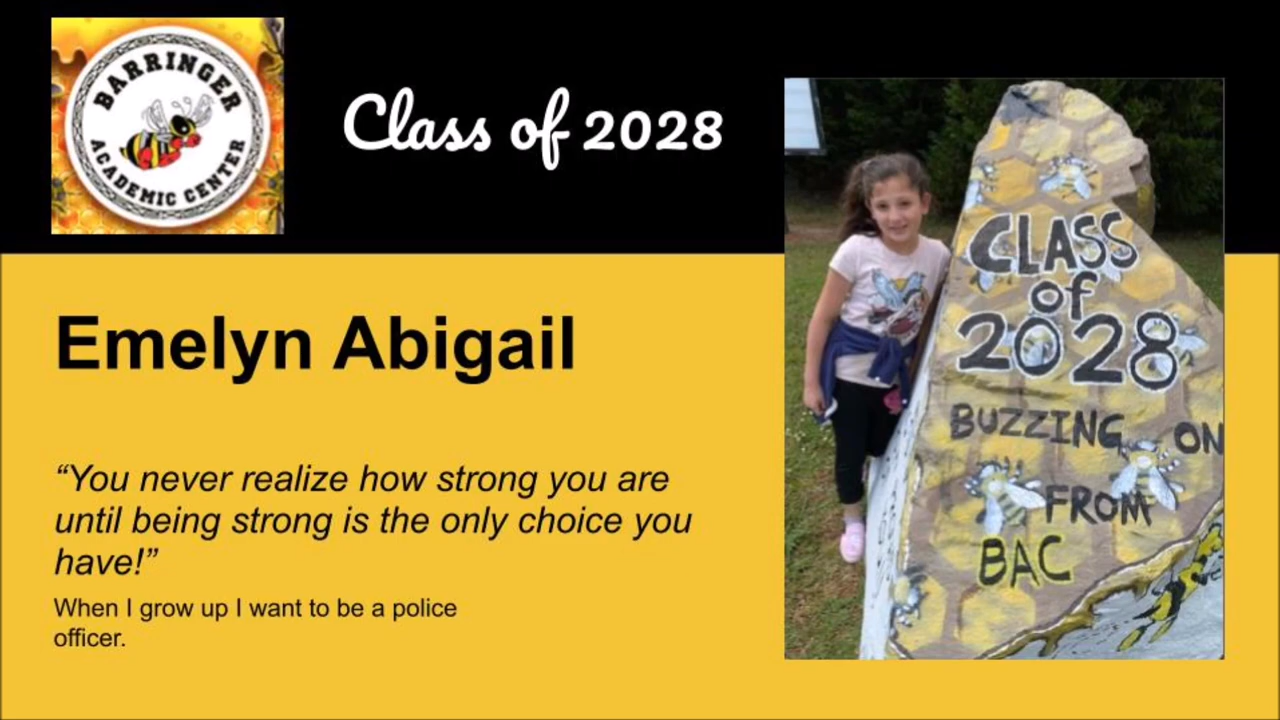 BARRINGER
ACADEMIC CENTER
Class of 2028
Emelyn Abigail
“You never realize how strong you are
until being strong is the only choice you
have!”
When I grow up I want to be a police
officer.
CLASS
of
2028
BUZZING ON
FROM
BAC